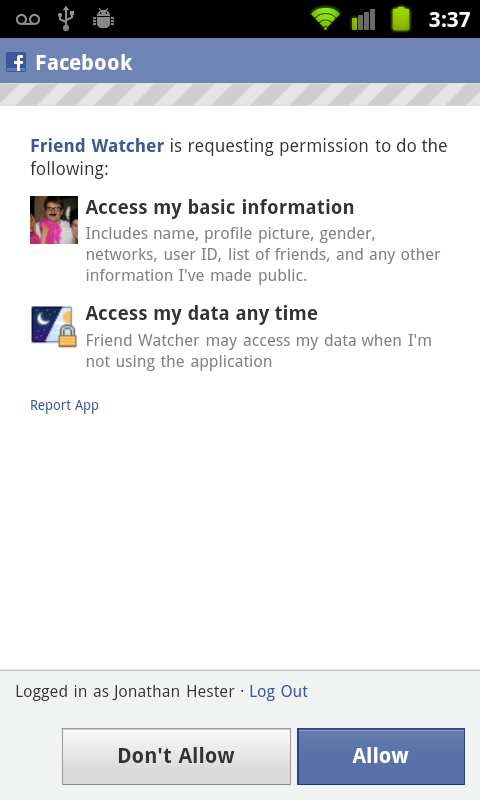 3:37
Facebook
Friend Watcher is requesting permission to do the
following:
Access my basic information
Includes name, profile picture, gender,
networks, user ID, list of friends, and any other
information I've made public.
Access my data any time
Friend Watcher may access my data when I'm
not using the application
Report App
Logged in as Jonathan Hester · Log Out
Don't Allow
Allow